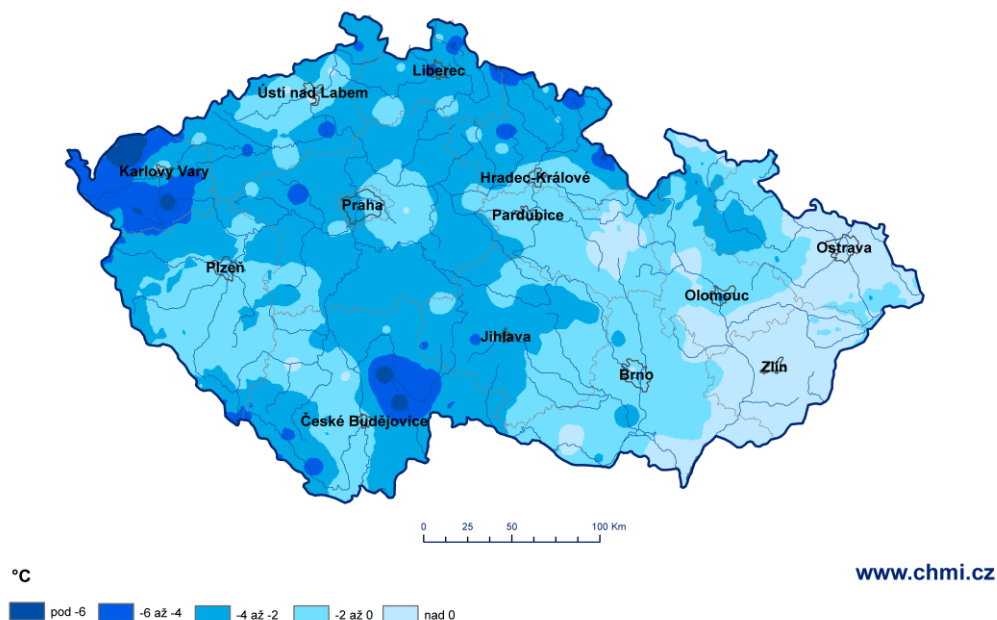 Liberec
Ústí nad Labem
Karlovy Vary
Hradec-Králové
Praha
Pardubice
Ostrava
Plzeň
Olomouc
Jihlava
Zlín
Brno
České Budějovice
0 25 50 100 Km
°C
www.chmi.cz
pod -6 -6 až -4 -4 až -2 -2 až 0 nad 0